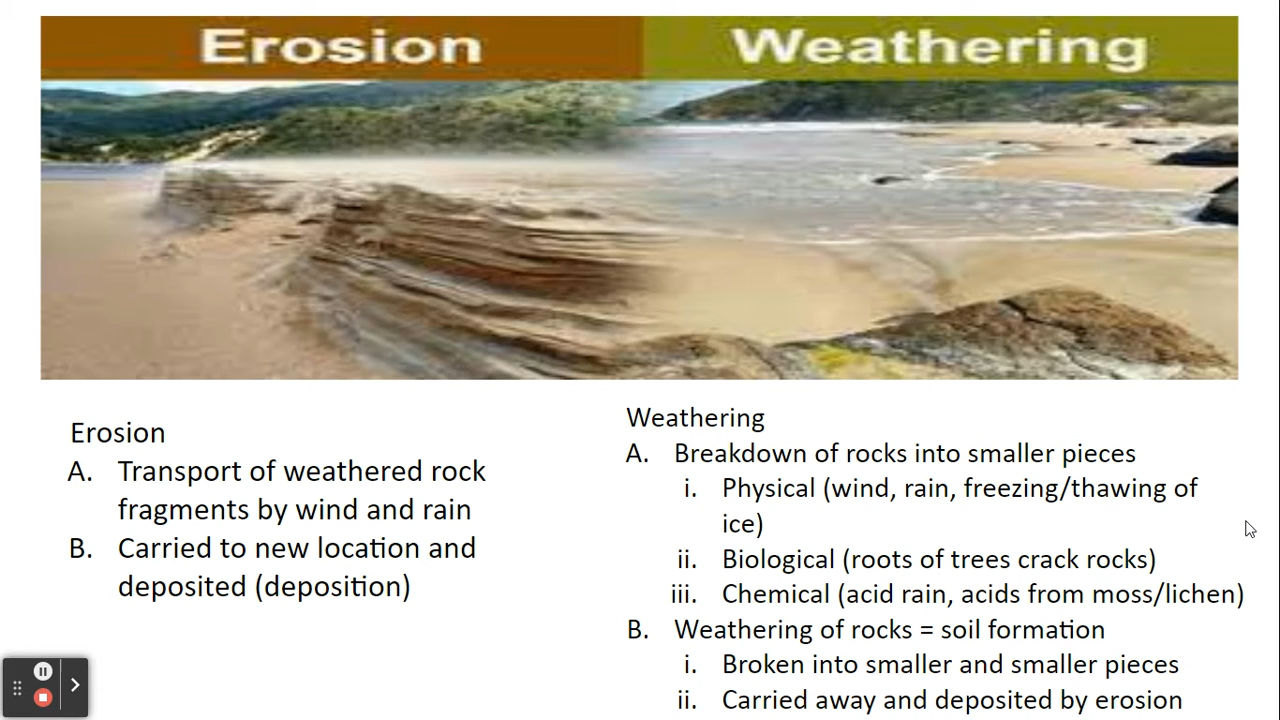 Erosion
Weathering
Erosion
A. Transport of weathered rock
fragments by wind and rain
B. Carried to new location and
deposited (deposition)
Weathering
A. Breakdown of rocks into smaller pieces
i. Physical (wind, rain, freezing/thawing of
ice)
ii. Biological (roots of trees crack rocks)
iii. Chemical (acid rain, acids from moss/lichen)
B. Weathering of rocks = soil formation
i. Broken into smaller and smaller pieces
ii. Carried away and deposited by erosion